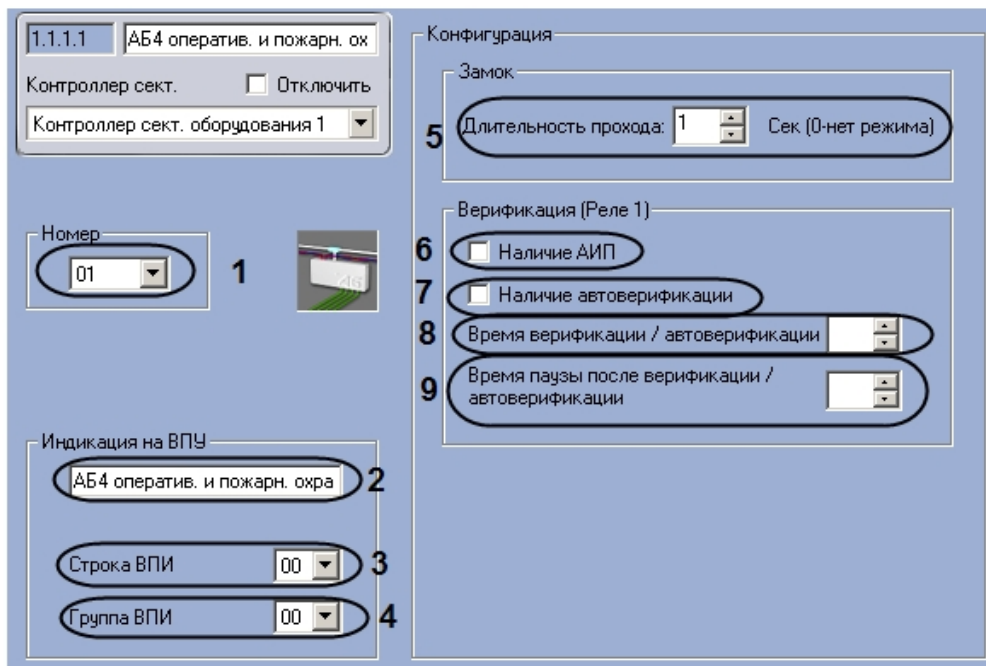 1.1.1.1 АБ4 оператив. и пожарн. ох
Контроллер сект. Отключить
Контроллер сект. оборудования 1
Номер
01
1
АБ
Индикация на ВПУ
АБ4 оператив. и пожарн. охра
2
Строка ВПИ 00
3
Группа ВПИ 00
4
Конфигурация
Замок
5
Длительность прохода: 1 Сек (0-нет режима)
Верификация (Реле 1)
6
Наличие АИП
7
Наличие автоверификации
8
Время верификации / автоверификации
9
Время паузы после верификации /
автоверификации